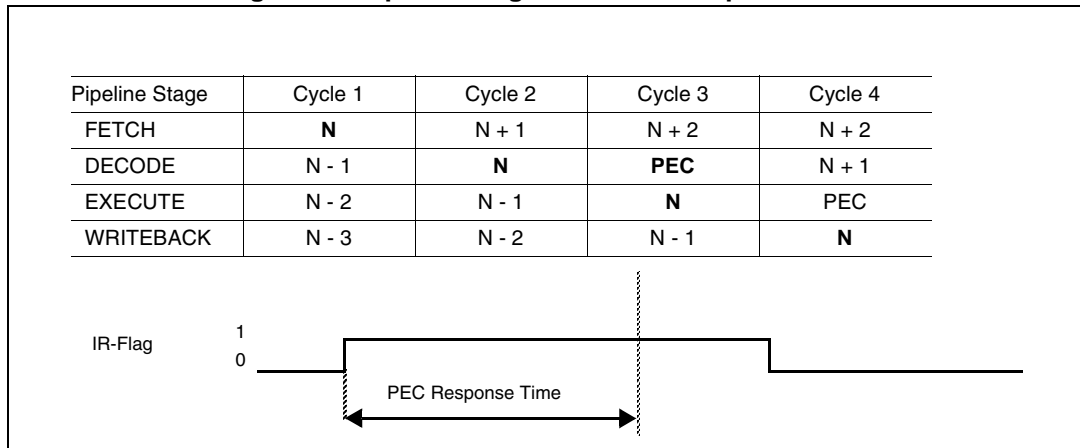 Pipeline Stage Cycle 1 Cycle 2 Cycle 3 Cycle 4
FETCH N N + 1 N + 2 N + 2
DECODE N - 1 N PEC N + 1
EXECUTE N - 2 N - 1 N PEC
WRITEBACK N - 3 N - 2 N - 1 N
IR-Flag 1
0
PEC Response Time